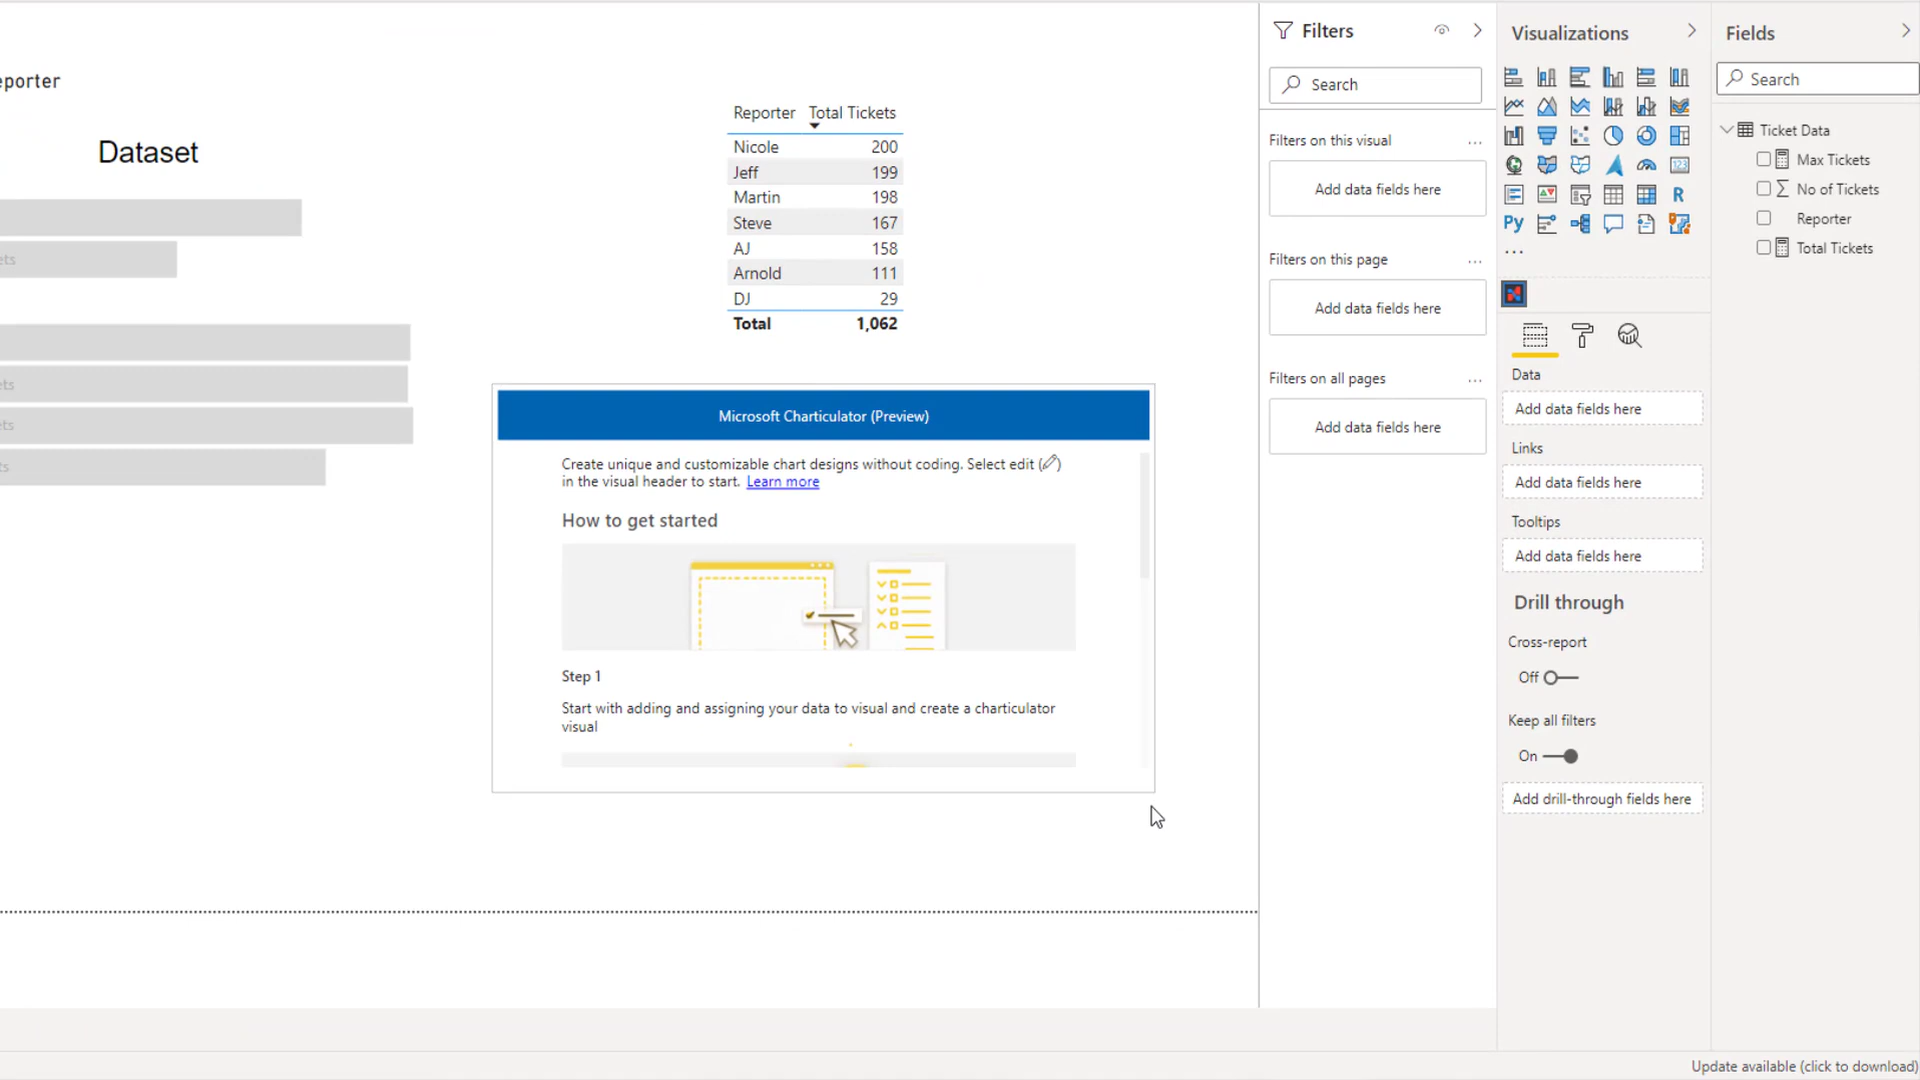 eporter
Dataset
ets
ets
ets
ts
Reporter Total Tickets
Nicole 200
Jeff 199
Martin 198
Steve 167
AJ 158
Arnold 111
DJ 29
Total 1,062
Microsoft Charticulator (Preview)
Create unique and customizable chart designs without coding. Select edit ( )
in the visual header to start. Learn more
How to get started
Step 1
Start with adding and assigning your data to visual and create a charticulator
visual
Filters
Search
Filters on this visual ...
Add data fields here
Filters on this page ...
Add data fields here
Filters on all pages ...
Add data fields here
Visualizations
123
R
Py
...
Data
Add data fields here
Links
Add data fields here
Tooltips
Add data fields here
Drill through
Cross-report
Off
Keep all filters
On
Add drill-through fields here
Fields
Search
Ticket Data
Max Tickets
Σ No of Tickets
Reporter
Total Tickets
Update available (click to download)